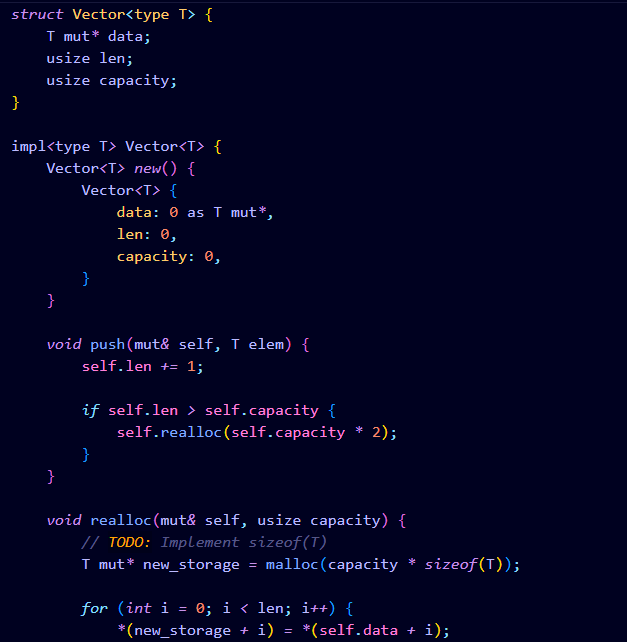 struct Vector<type T> {
    T mut* data;
    usize len;
    usize capacity;
}

impl<type T> Vector<T> {
    Vector<T> new() {
        Vector<T> {
            data: 0 as T mut*,
            len: 0,
            capacity: 0,
        }
    }

    void push(mut& self, T elem) {
        self.len += 1;

        if self.len > self.capacity {
            self.realloc(self.capacity * 2);
        }
    }

    void realloc(mut& self, usize capacity) {
        // TODO: Implement sizeof(T)
        T mut* new_storage = malloc(capacity * sizeof(T));

        for (int i = 0; i < len; i++) {
            *(new_storage + i) = *(self.data + i);